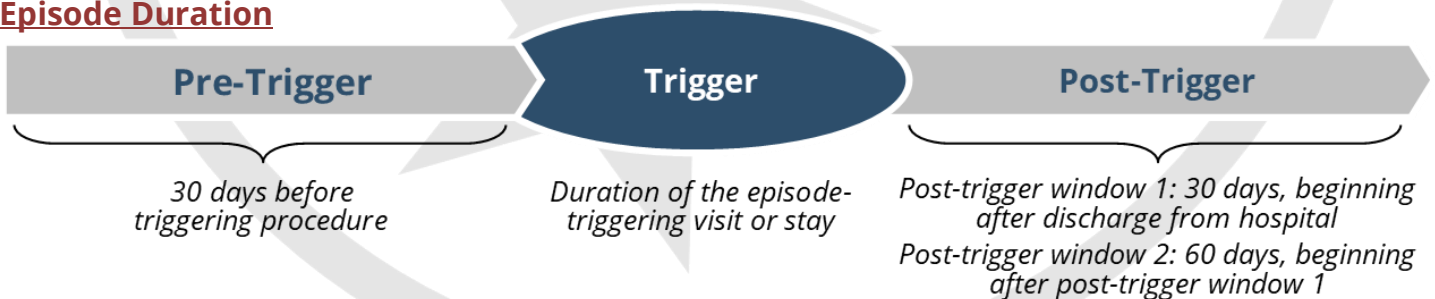 Episode Duration
Pre-Trigger
Trigger
Post-Trigger
30 days before
triggering procedure
Duration of the episode-
triggering visit or stay
Post-trigger window 1: 30 days, beginning
after discharge from hospital
Post-trigger window 2: 60 days, beginning
after post-trigger window 1